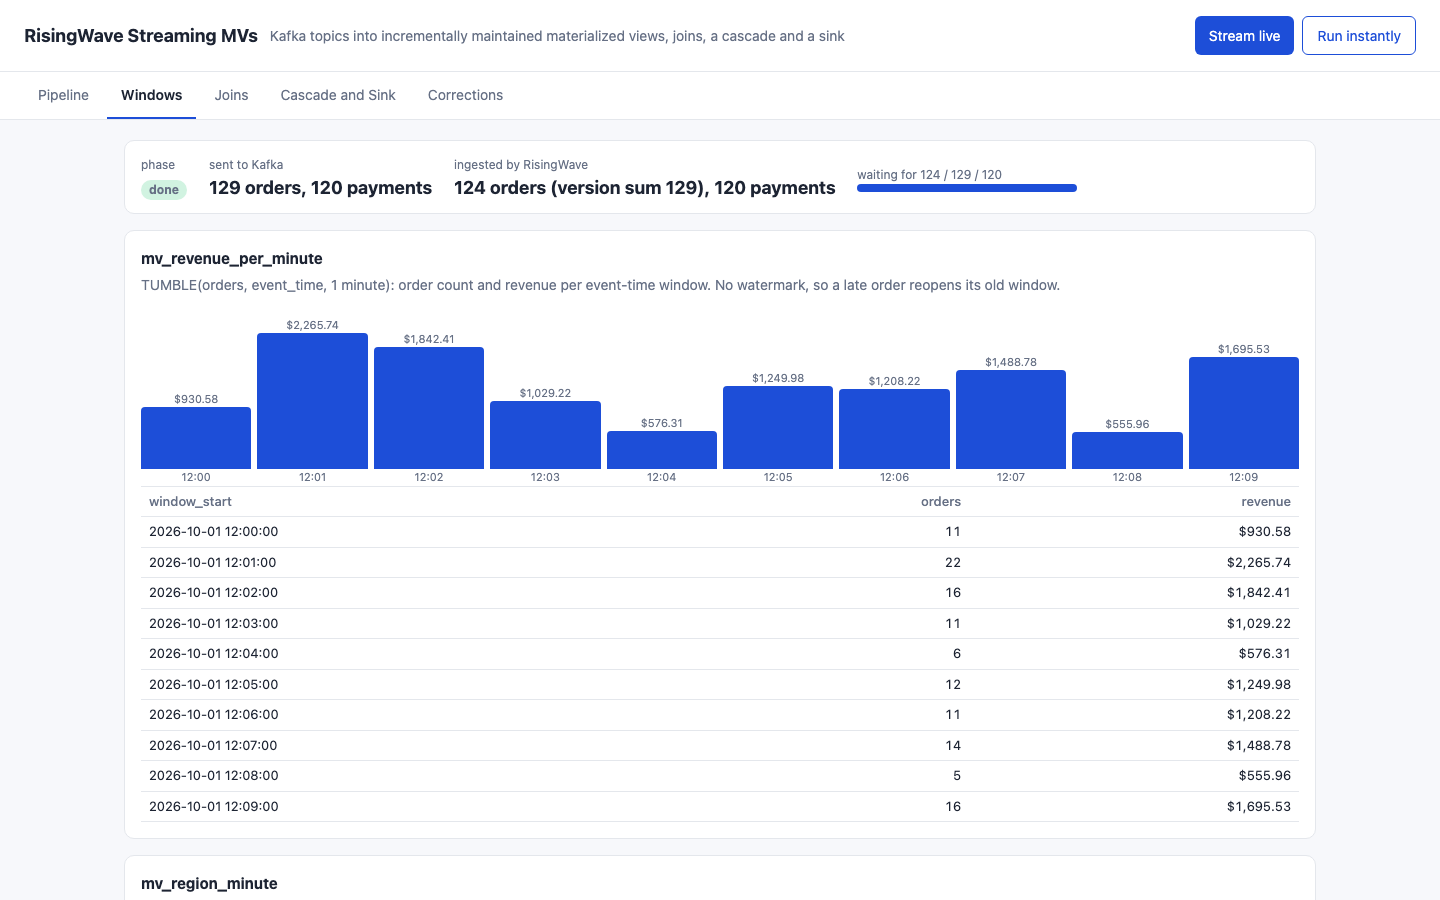 RisingWave Streaming MVs Kafka topics into incrementally maintained materialized views, joins, a cascade and a sink Stream live Run instantly
Pipeline Windows Joins Cascade and Sink Corrections
phase sent to Kafka ingested by RisingWave
waiting for 124 / 129 / 120
done 129 orders, 120 payments 124 orders (version sum 129), 120 payments
mv_revenue_per_minute
TUMBLE(orders, event_time, 1 minute): order count and revenue per event-time window. No watermark, so a late order reopens its old window.
$930.58 $2,265.74 $1,842.41 $1,029.22 $576.31 $1,249.98 $1,208.22 $1,488.78 $555.96 $1,695.53
12:00 12:01 12:02 12:03 12:04 12:05 12:06 12:07 12:08 12:09
window_start orders revenue
2026-10-01 12:00:00 11 $930.58
2026-10-01 12:01:00 22 $2,265.74
2026-10-01 12:02:00 16 $1,842.41
2026-10-01 12:03:00 11 $1,029.22
2026-10-01 12:04:00 6 $576.31
2026-10-01 12:05:00 12 $1,249.98
2026-10-01 12:06:00 11 $1,208.22
2026-10-01 12:07:00 14 $1,488.78
2026-10-01 12:08:00 5 $555.96
2026-10-01 12:09:00 16 $1,695.53
mv_region_minute